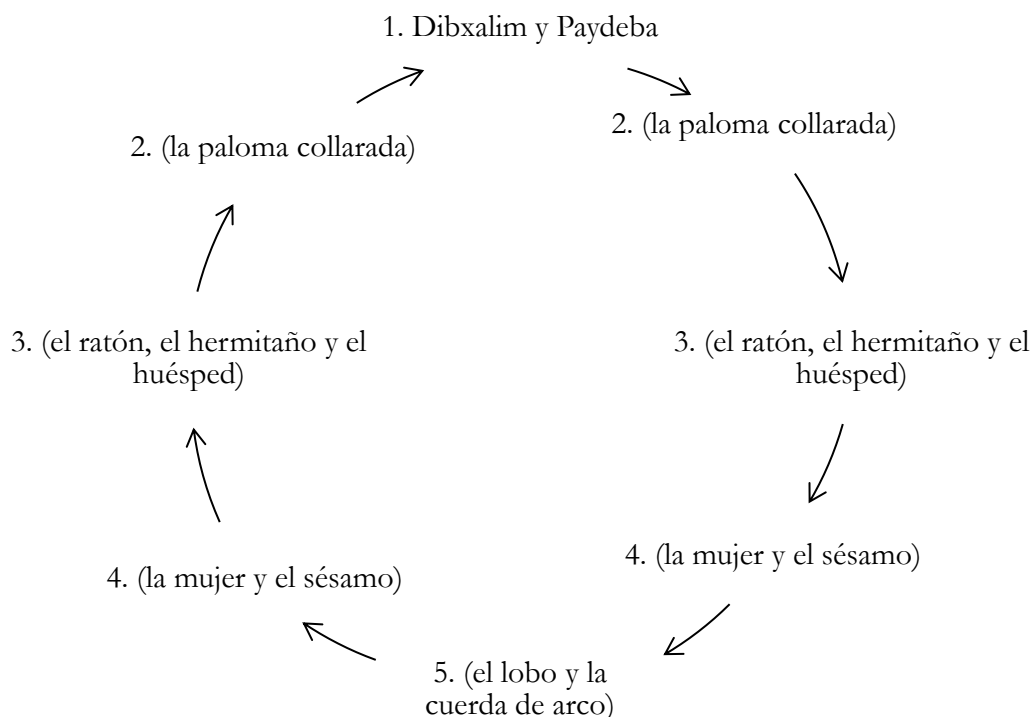 1. Dibxalim y Paydeba
2. (la paloma collarada)
2. (la paloma collarada)
3. (el ratón, el hermitaño y el
huésped)
3. (el ratón, el hermitaño y el
huésped)
4. (la mujer y el sésamo)
4. (la mujer y el sésamo)
5. (el lobo y la
cuerda de arco)